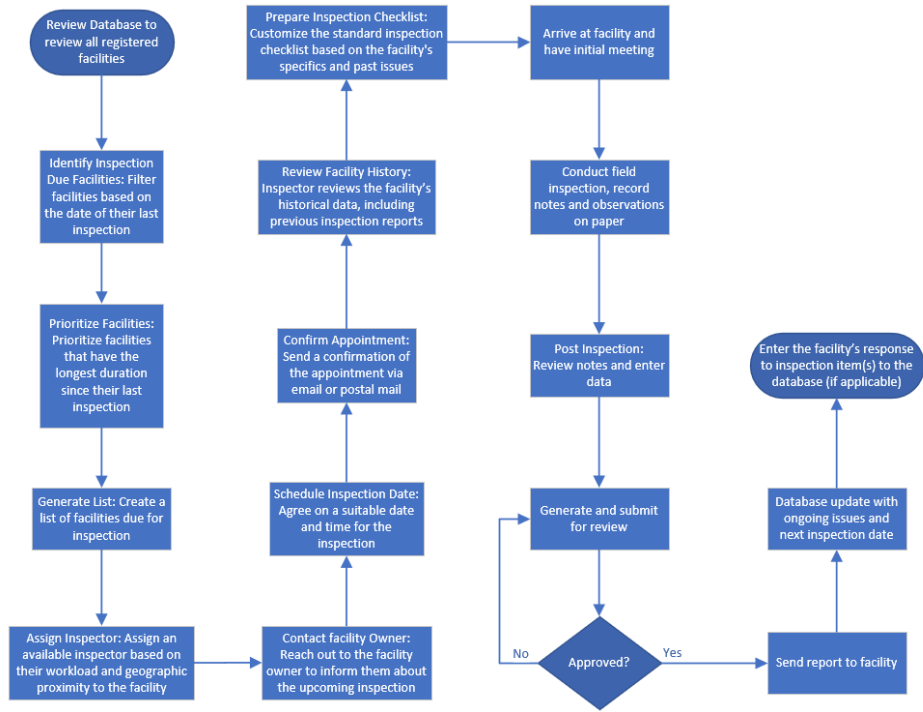 Review Database to
review all registered
facilities
Identify Inspection
Due Facilities: Filter
facilities based on
the date of their last
inspection
Prioritize Facilities:
Prioritize facilities
that have the
longest duration
since their last
inspection
Generate List: Create a
list of facilities due for
inspection
Assign Inspector: Assign an
available inspector based on
their workload and geographic
proximity to the facility
Contact facility Owner:
Reach out to the facility
owner to inform them about
the upcoming inspection
Schedule Inspection Date:
Agree on a suitable date
and time for the
inspection
Confirm Appointment:
Send a confirmation of
the appointment via
email or postal mail
Review Facility History:
Inspector reviews the facility's
historical data, including
previous inspection reports
Prepare Inspection Checklist:
Customize the standard inspection
checklist based on the facility's
specifics and past issues
Arrive at facility and
have initial meeting
Conduct field
inspection, record
notes and observations
on paper
Post Inspection:
Review notes and enter
data
Generate and submit
for review
Approved?
No
Yes
Send report to facility
Database update with
ongoing issues and
next inspection date
Enter the facility's response
to inspection item(s) to the
database (if applicable)